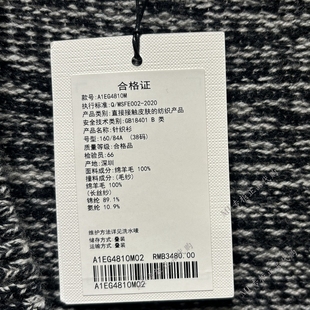 合格证
款号: A1EG4810M
执行标准: Q/MSFE002-2020
产品类别: 直接接触皮肤的纺织产品
安全技术类别: GB18401 B 类
产品名称: 针织衫
型号: 160/84A (38码)
质量等级: 合格品
检验员: 66
产地: 深圳
面料成分: 绵羊毛 100%
撞料成分: (毛纱)
绵羊毛 100%
(长丝纱)
锦纶 89.1%
氨纶 10.9%
维护方法详见洗水唛
储存方式: 叠装
运输方式: 叠装
A1EG4810M02 RMB3480.00
A1EG4810M02